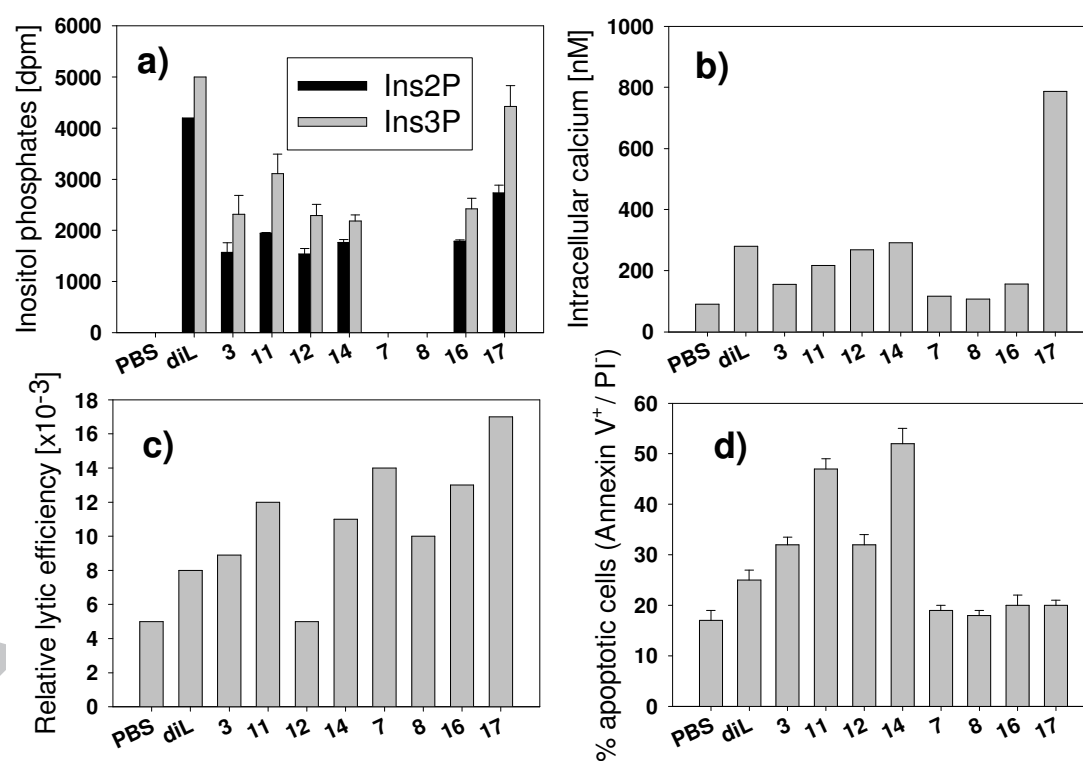 a)
Inositol phosphates [dpm]
6000
5000
4000
3000
2000
1000
0
Ins2P
Ins3P
PBS diL 3 11 12 14 7 8 16 17
b)
Intracellular calcium [nM]
1000
800
600
400
200
0
PBS diL 3 11 12 14 7 8 16 17
c)
Relative lytic efficiency [x10-3]
18
16
14
12
10
8
6
4
2
0
PBS diL 3 11 12 14 7 8 16 17
d)
% apoptotic cells (Annexin V+ / PI-)
60
50
40
30
20
10
0
PBS diL 3 11 12 14 7 8 16 17